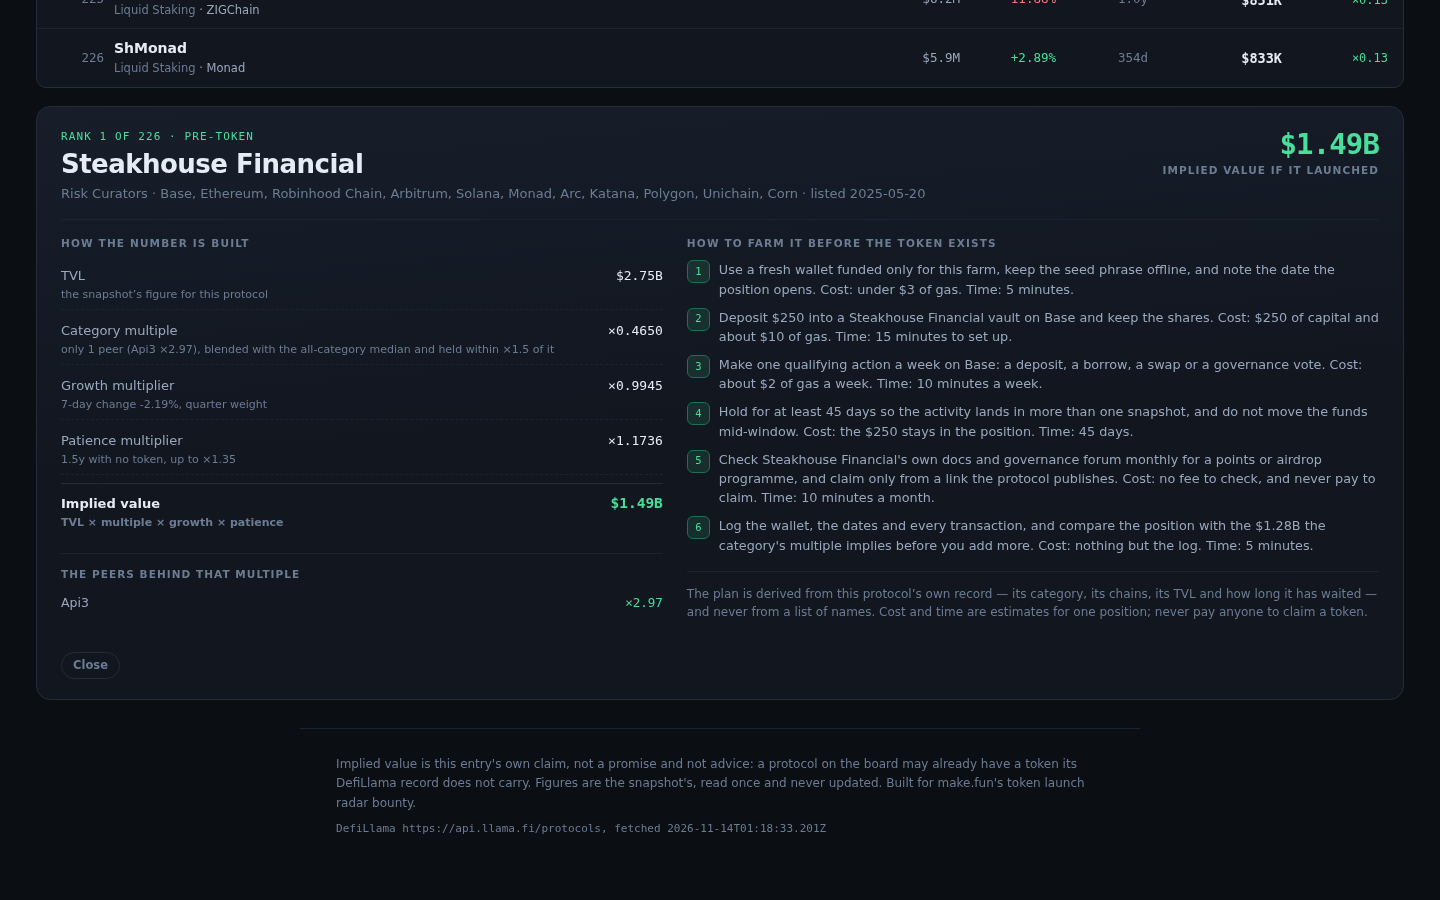 Liquid Staking · ZIGChain
226 ShMonad $5.9M +2.89% 354d $833K ×0.13
Liquid Staking · Monad
RANK 1 OF 226 · PRE-TOKEN
Steakhouse Financial
Risk Curators · Base, Ethereum, Robinhood Chain, Arbitrum, Solana, Monad, Arc, Katana, Polygon, Unichain, Corn · listed 2025-05-20
$1.49B
IMPLIED VALUE IF IT LAUNCHED
HOW THE NUMBER IS BUILT
TVL $2.75B
the snapshot’s figure for this protocol
Category multiple ×0.4650
only 1 peer (Api3 ×2.97), blended with the all-category median and held within ×1.5 of it
Growth multiplier ×0.9945
7-day change -2.19%, quarter weight
Patience multiplier ×1.1736
1.5y with no token, up to ×1.35
Implied value $1.49B
TVL × multiple × growth × patience
THE PEERS BEHIND THAT MULTIPLE
Api3 ×2.97
HOW TO FARM IT BEFORE THE TOKEN EXISTS
1 Use a fresh wallet funded only for this farm, keep the seed phrase offline, and note the date the
position opens. Cost: under $3 of gas. Time: 5 minutes.
2 Deposit $250 into a Steakhouse Financial vault on Base and keep the shares. Cost: $250 of capital and
about $10 of gas. Time: 15 minutes to set up.
3 Make one qualifying action a week on Base: a deposit, a borrow, a swap or a governance vote. Cost:
about $2 of gas a week. Time: 10 minutes a week.
4 Hold for at least 45 days so the activity lands in more than one snapshot, and do not move the funds
mid-window. Cost: the $250 stays in the position. Time: 45 days.
5 Check Steakhouse Financial's own docs and governance forum monthly for a points or airdrop
programme, and claim only from a link the protocol publishes. Cost: no fee to check, and never pay to
claim. Time: 10 minutes a month.
6 Log the wallet, the dates and every transaction, and compare the position with the $1.28B the
category's multiple implies before you add more. Cost: nothing but the log. Time: 5 minutes.
The plan is derived from this protocol’s own record — its category, its chains, its TVL and how long it has waited —
and never from a list of names. Cost and time are estimates for one position; never pay anyone to claim a token.
Close
Implied value is this entry's own claim, not a promise and not advice: a protocol on the board may already have a token its
DefiLlama record does not carry. Figures are the snapshot's, read once and never updated. Built for make.fun's token launch
radar bounty.
DefiLlama https://api.llama.fi/protocols, fetched 2026-11-14T01:18:33.201Z